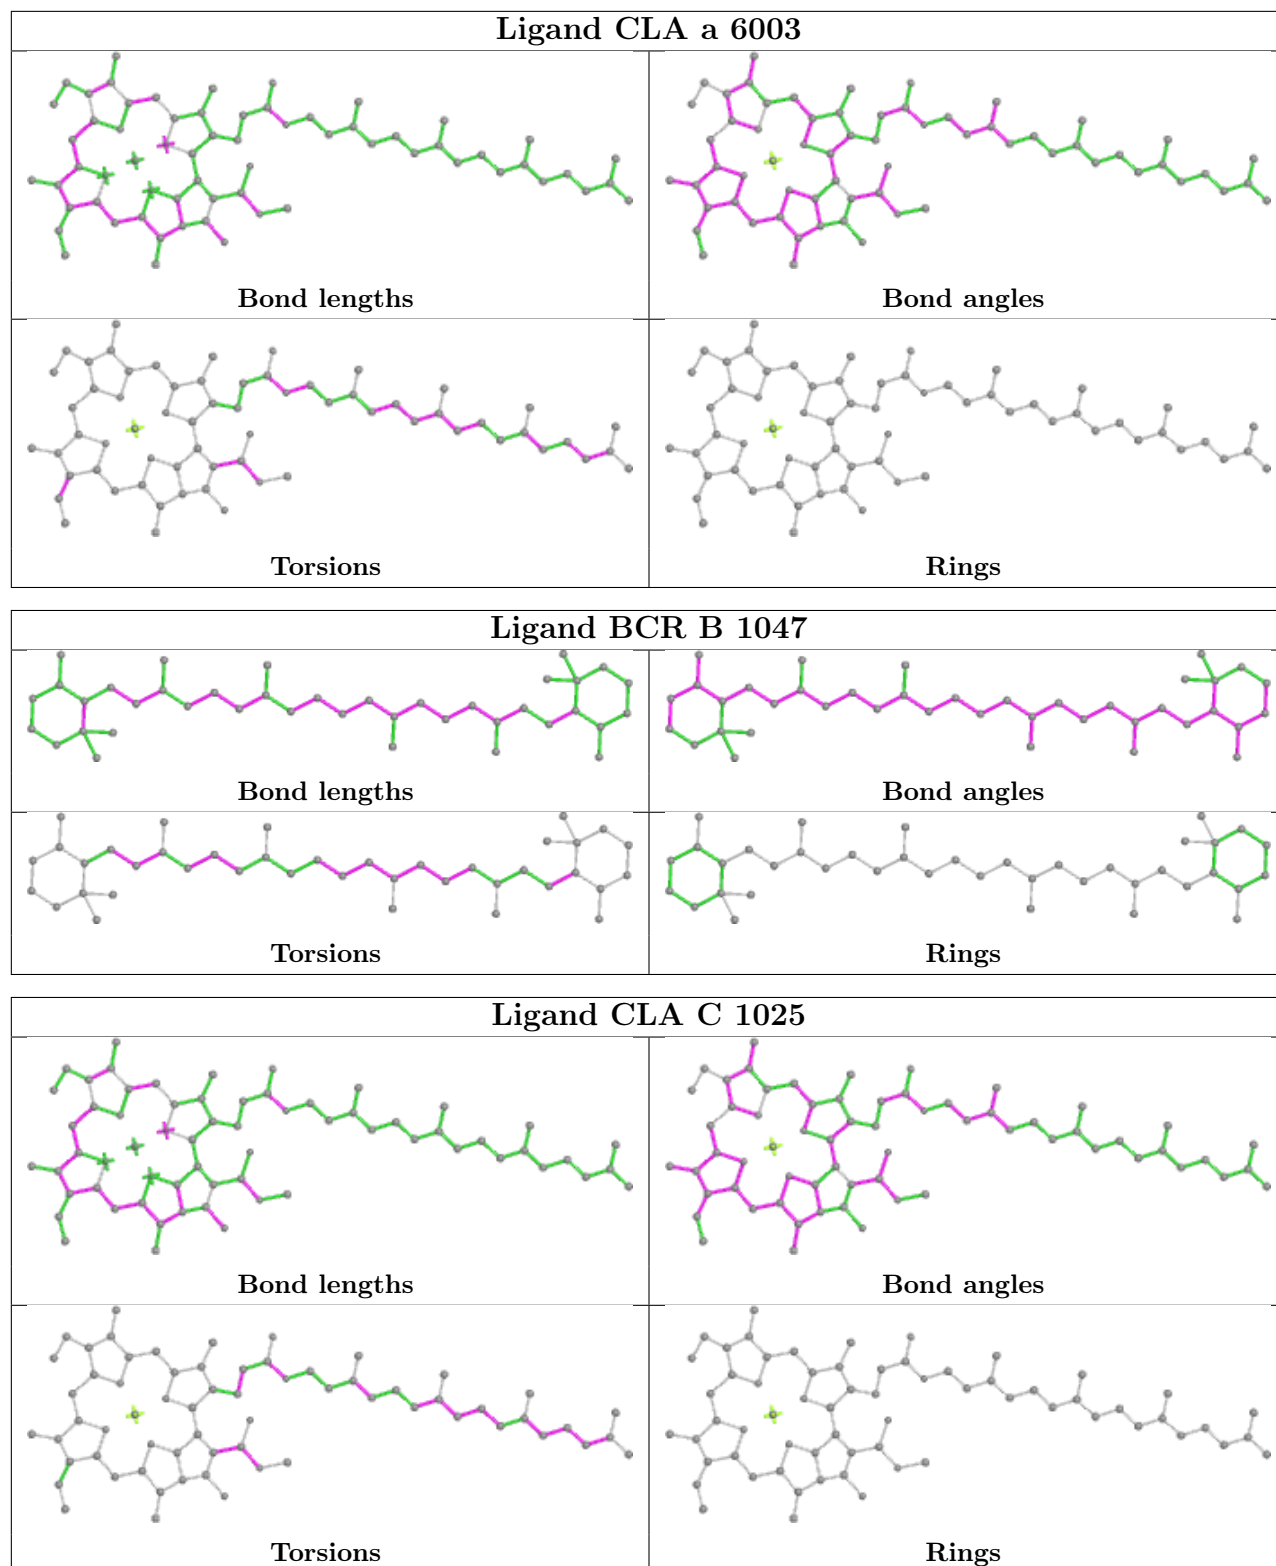 Ligand CLA a 6003
Bond lengths
Bond angles
Torsions
Rings
Ligand BCR B 1047
Bond lengths
Bond angles
Torsions
Rings
Ligand CLA C 1025
Bond lengths
Bond angles
Torsions
Rings